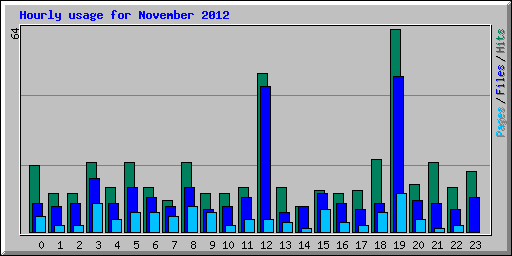 Hourly usage for November 2012
64
Pages / Files / Hits
0 1 2 3 4 5 6 7 8 9 10 11 12 13 14 15 16 17 18 19 20 21 22 23